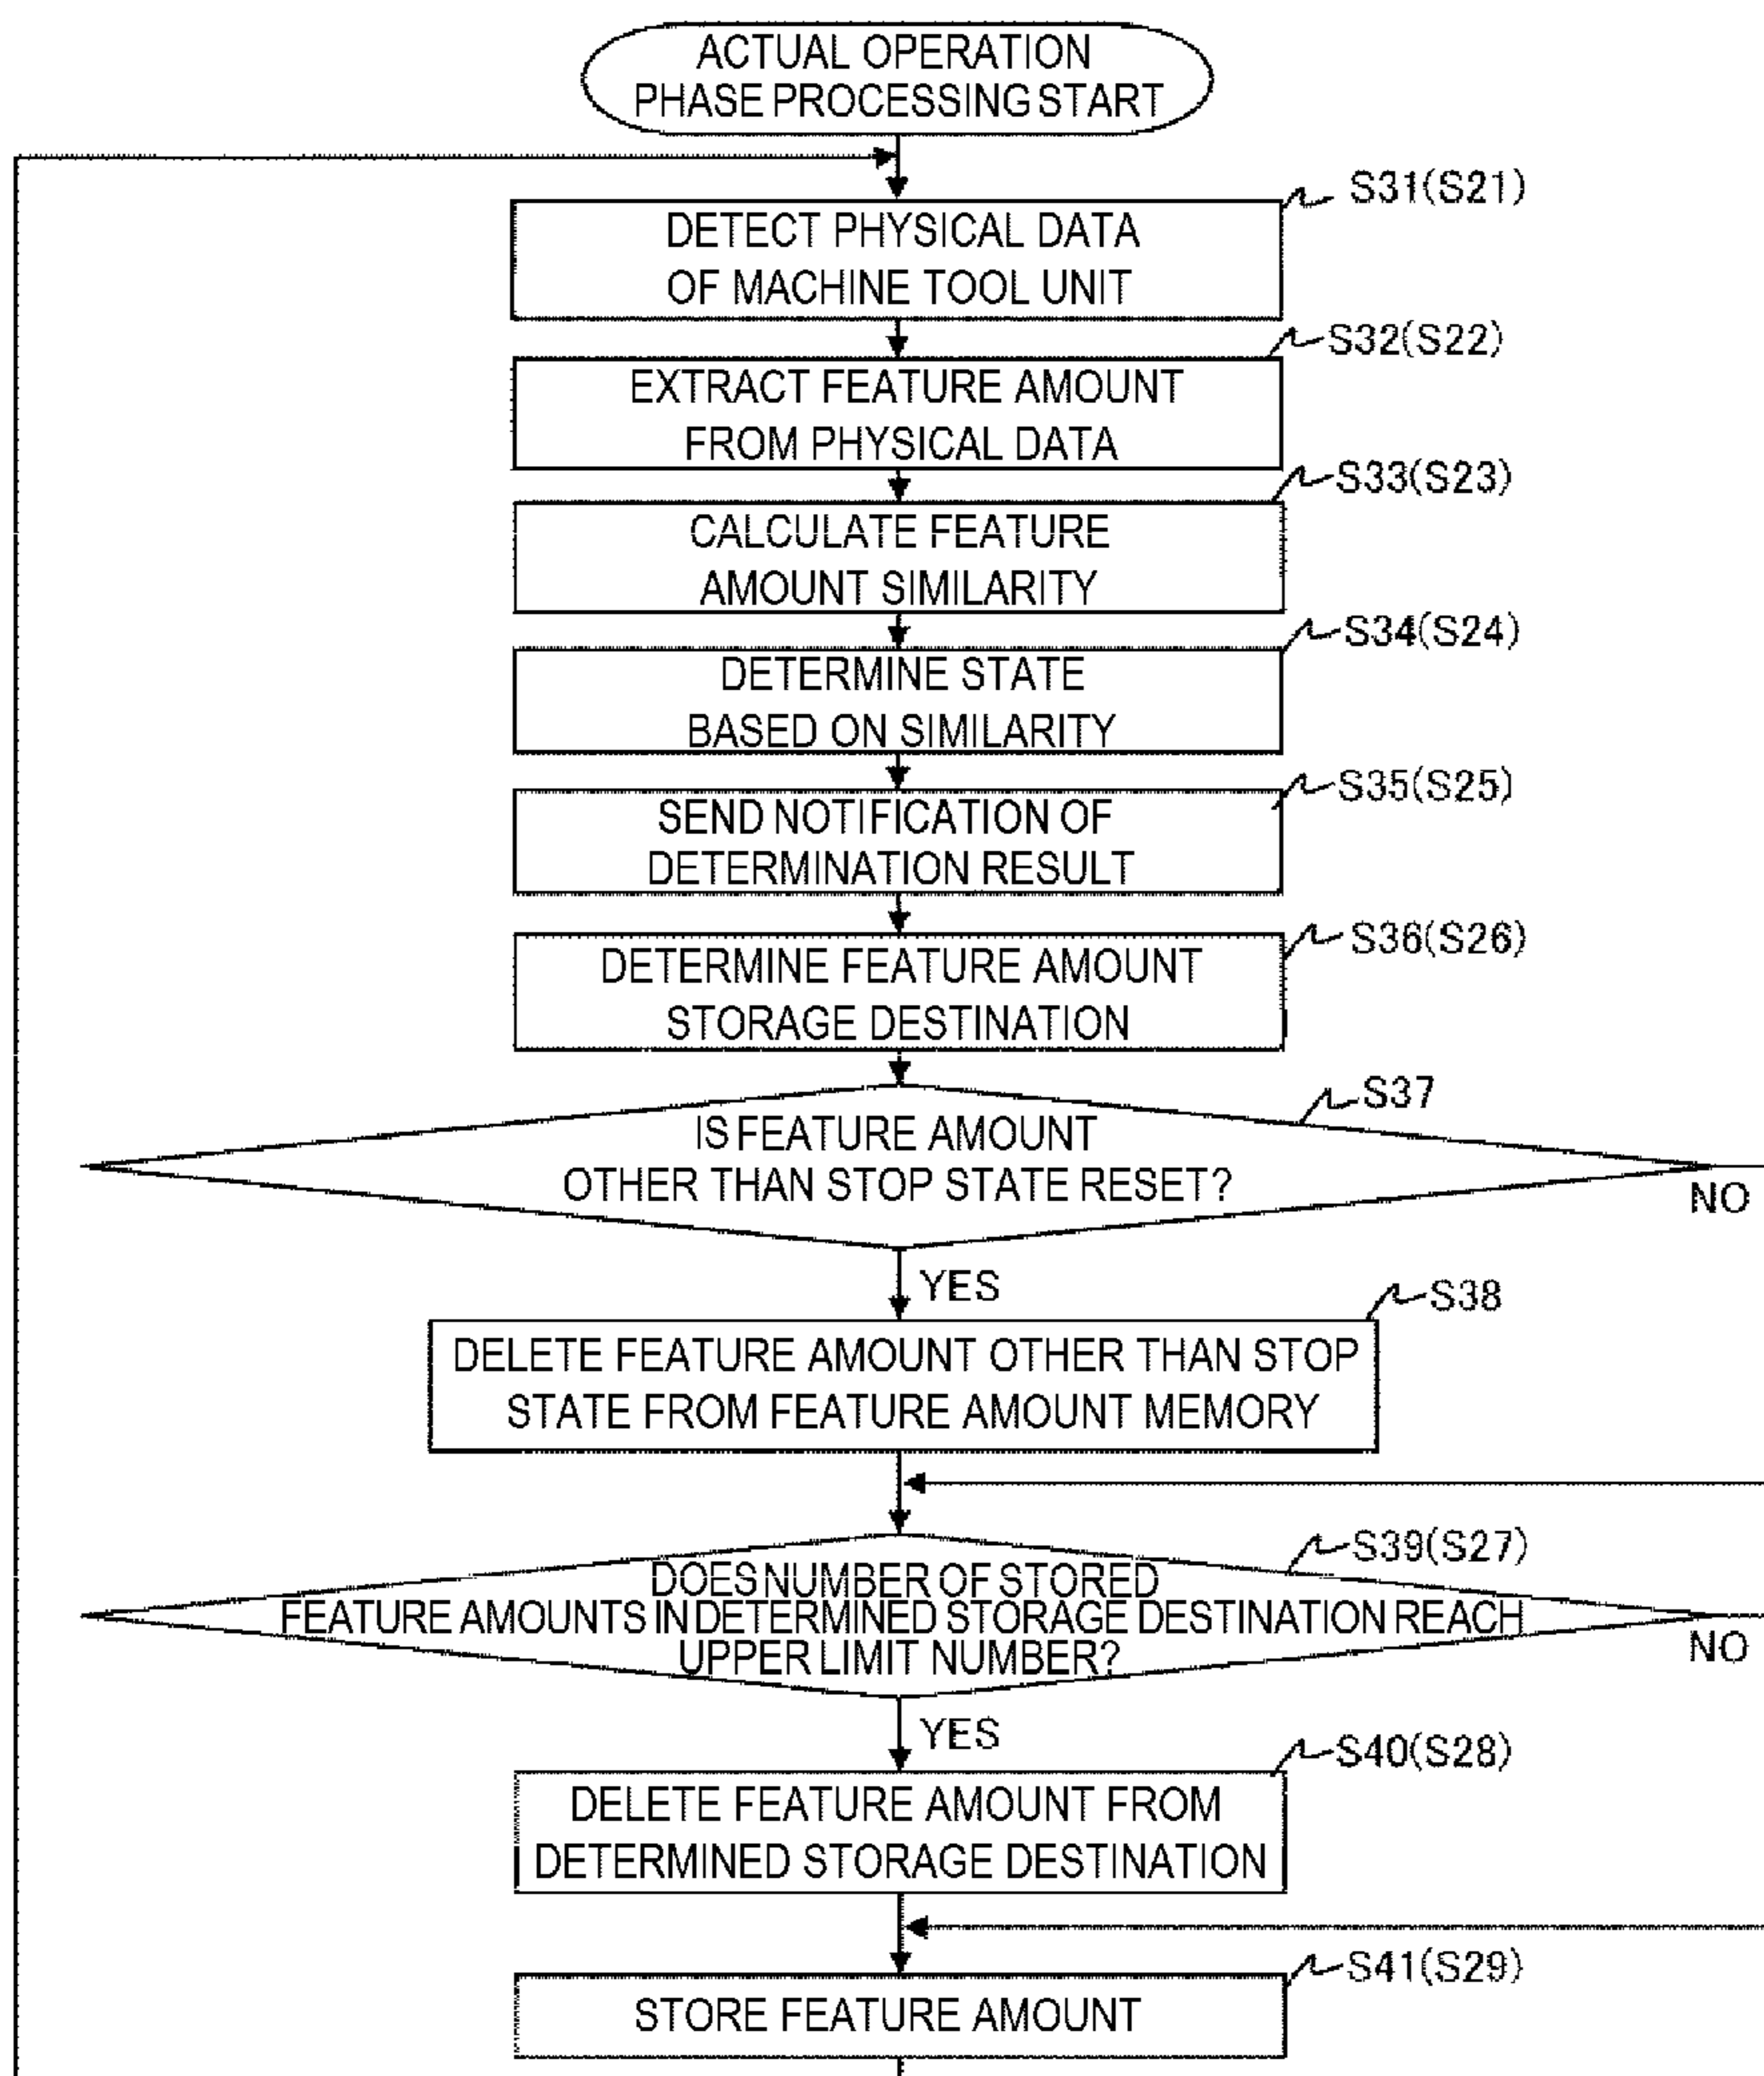 ACTUAL OPERATION
PHASE PROCESSING START
S31(S21)
DETECT PHYSICAL DATA
OF MACHINE TOOL UNIT
S32(S22)
EXTRACT FEATURE AMOUNT
FROM PHYSICAL DATA
S33(S23)
CALCULATE FEATURE
AMOUNT SIMILARITY
S34(S24)
DETERMINE STATE
BASED ON SIMILARITY
S35(S25)
SEND NOTIFICATION OF
DETERMINATION RESULT
S36(S26)
DETERMINE FEATURE AMOUNT
STORAGE DESTINATION
S37
IS FEATURE AMOUNT
OTHER THAN STOP STATE RESET?
NO
YES
S38
DELETE FEATURE AMOUNT OTHER THAN STOP
STATE FROM FEATURE AMOUNT MEMORY
S39(S27)
DOES NUMBER OF STORED
FEATURE AMOUNTS IN DETERMINED STORAGE DESTINATION REACH
UPPER LIMIT NUMBER?
NO
YES
S40(S28)
DELETE FEATURE AMOUNT FROM
DETERMINED STORAGE DESTINATION
S41(S29)
STORE FEATURE AMOUNT